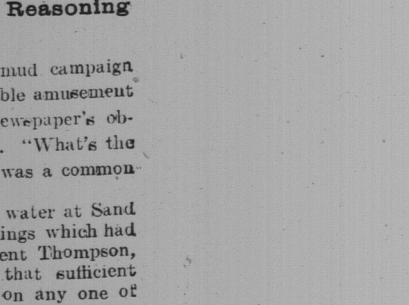 Reasoning
mud campaign
ble amusement
ewspaper's ob-
. "What's the
was a common
water at Sand
ings which had
ent Thompson,
that sufficient
on any one of